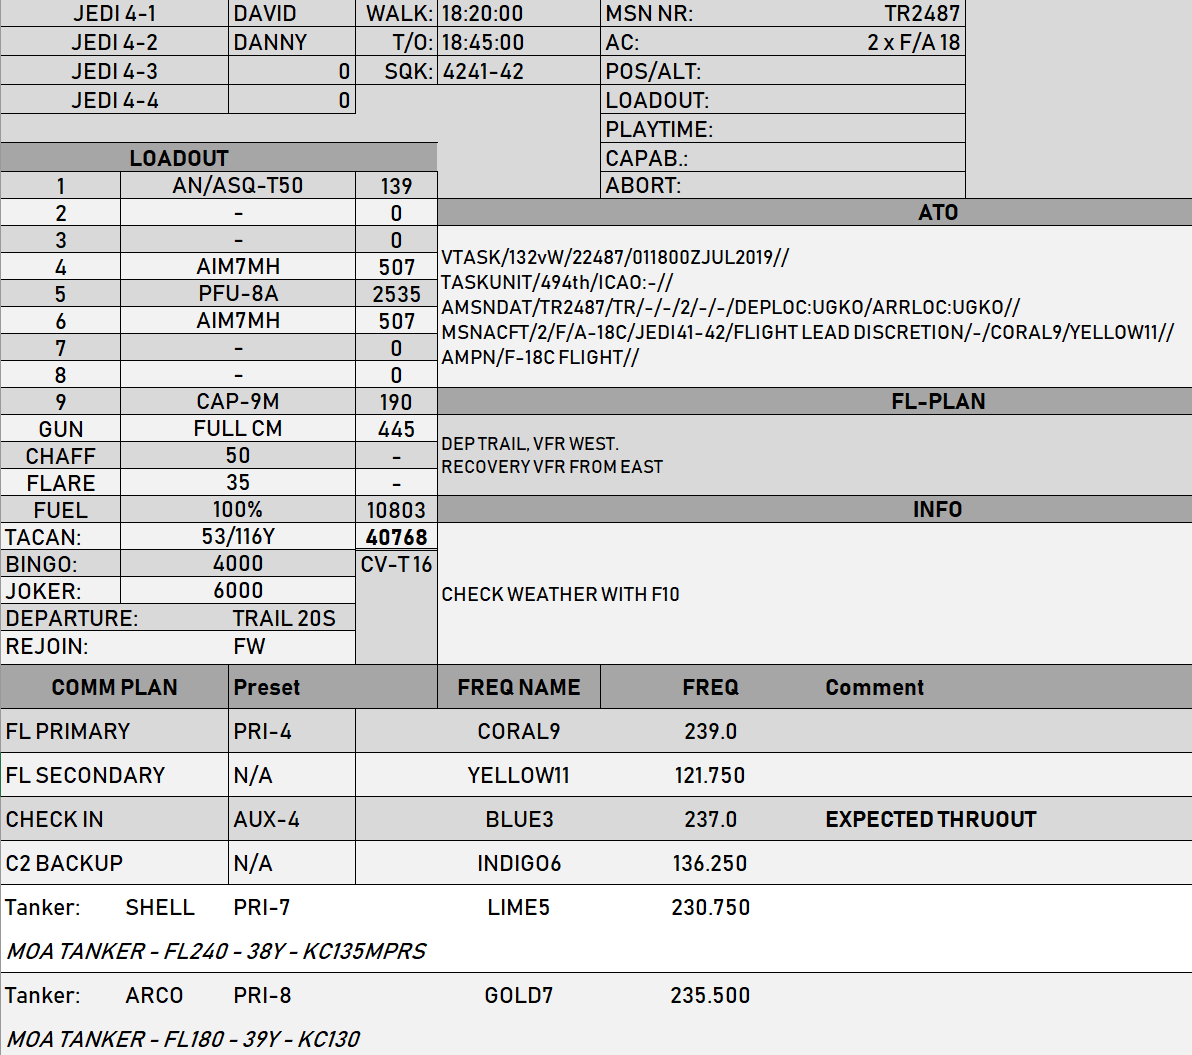 JEDI 4-1 DAVID WALK: 18:20:00 MSN NR: TR2487
JEDI 4-2 DANNY T/O: 18:45:00 AC: 2 x F/A 18
JEDI 4-3 0 SQK: 4241-42 POS/ALT:
JEDI 4-4 0 LOADOUT:
PLAYTIME:
LOADOUT CAPAB.:
1 AN/ASQ-T50 139 ABORT:
2 - 0 ATO
3 - 0
4 AIM7MH 507
5 PFU-8A 2535
6 AIM7MH 507
7 - 0
8 - 0
VTASK/132vW/22487/011800ZJUL2019//
TASKUNIT/494th/ICAO:-//
AMSNDAT/TR2487/TR/-/-/2/-/-/DEPLOC:UGKO/ARRLOC:UGKO//
MSNACFT/2/F/A-18C/JEDI41-42/FLIGHT LEAD DISCRETION/-/CORAL9/YELLOW11//
AMPN/F-18C FLIGHT//
9 CAP-9M 190 FL-PLAN
GUN FULL CM 445
CHAFF 50 -
FLARE 35 -
DEP TRAIL, VFR WEST.
RECOVERY VFR FROM EAST
FUEL 100% 10803 INFO
TACAN: 53/116Y 40768
BINGO: 4000 CV-T 16
JOKER: 6000 CHECK WEATHER WITH F10
DEPARTURE: TRAIL 20S
REJOIN: FW
COMM PLAN Preset FREQ NAME FREQ Comment
FL PRIMARY PRI-4 CORAL9 239.0
FL SECONDARY N/A YELLOW11 121.750
CHECK IN AUX-4 BLUE3 237.0 EXPECTED THRUOUT
C2 BACKUP N/A INDIGO6 136.250
Tanker: SHELL PRI-7 LIME5 230.750
MOA TANKER - FL240 - 38Y - KC135MPRS
Tanker: ARCO PRI-8 GOLD7 235.500
MOA TANKER - FL180 - 39Y - KC130